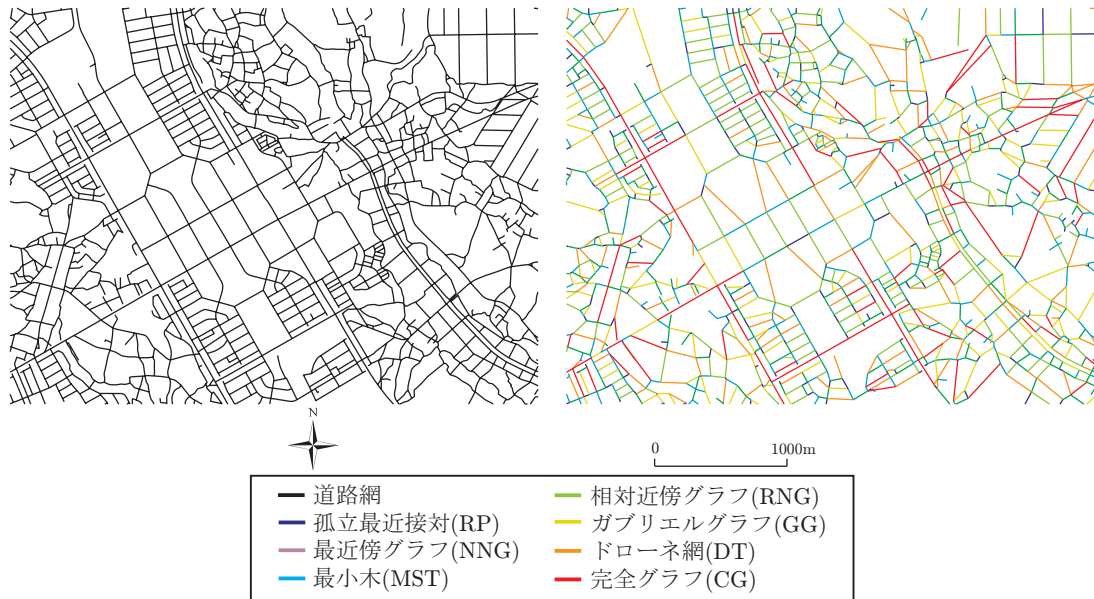 N
0 1000m
道路網
孤立最近接対(RP)
最近傍グラフ(NNG)
最小木(MST)
相対近傍グラフ(RNG)
ガブリエルグラフ(GG)
ドローネ網(DT)
完全グラフ(CG)